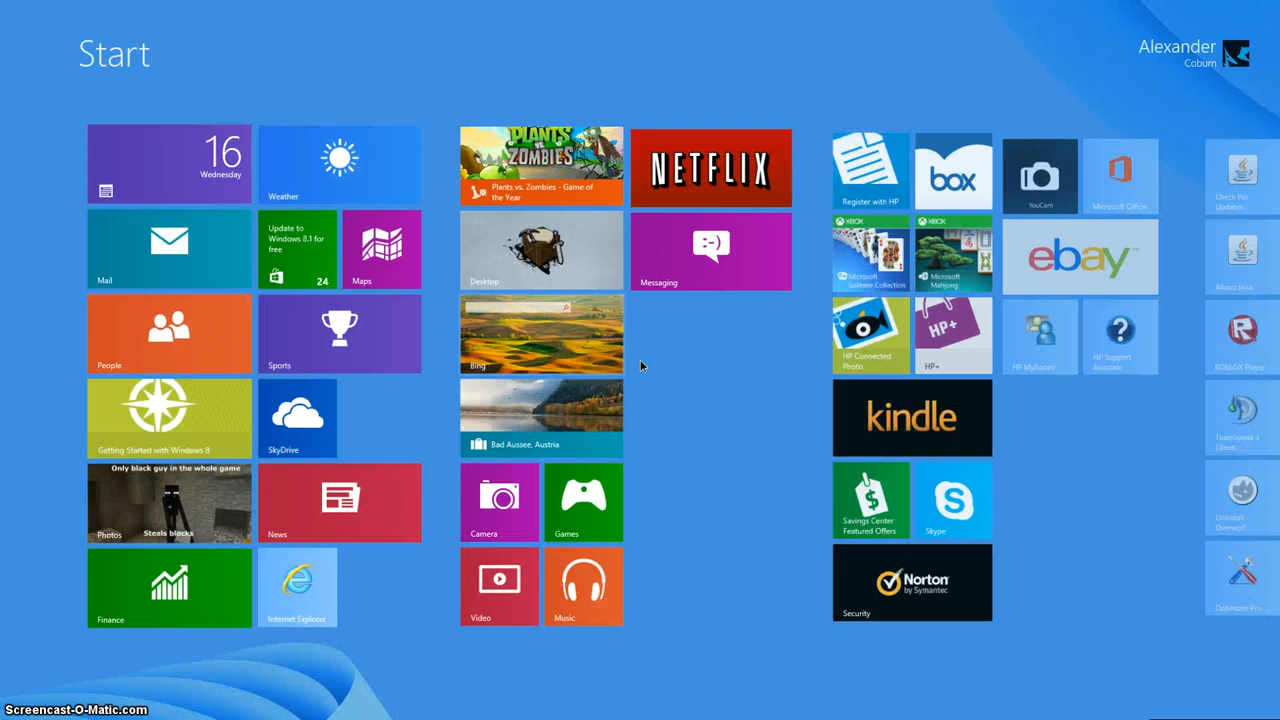 Start
Alexander
Coburn
16
Wednesday
Weather
Mail
Update to
Windows 8.1 for
free
24
Maps
People
Sports
Getting Started with Windows 8
SkyDrive
Only black guy in the whole game
Steals blocks
Photos
News
Finance
Internet Explorer
PLANTS
vs.
ZOMBIES
Plants vs. Zombies - Game of
the Year
NETFLIX
Desktop
:-)
Messaging
Bing
Bad Aussee, Austria
Camera
Games
Video
Music
Register with HP
box
XBOX
Microsoft
Solitaire Collection
XBOX
Microsoft
Mahjong
HP Connected
Photo
HP+
HP+
kindle
$
Savings Center
Featured Offers
S
Skype
Norton
by Symantec
Security
YouCam
Microsoft Office
ebay™
HP MyRoom
?
HP Support
Assistant
Check For
Updates
About Java
ROBLOX Player
TeamSpeak 3
Client
Uninstall
Overwolf
Optimizer Pro
Screencast-O-Matic.com